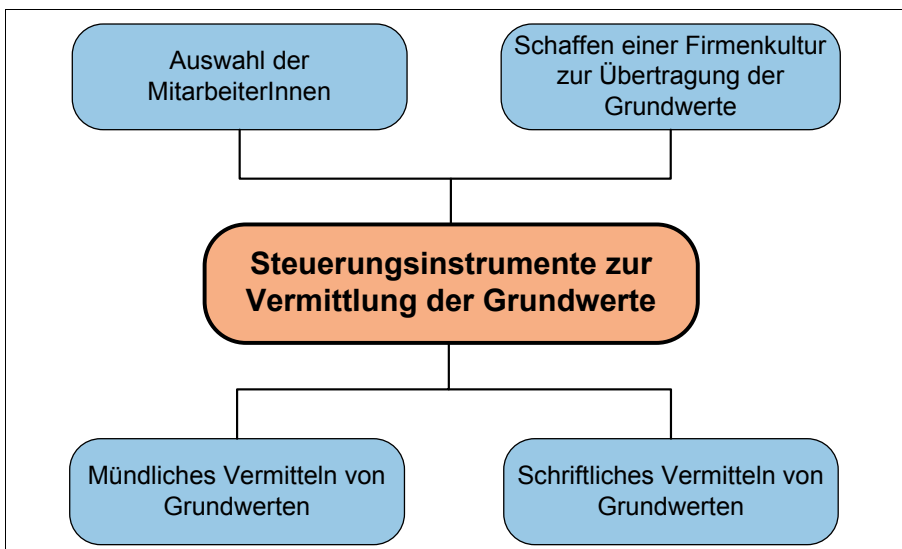 Auswahl der
MitarbeiterInnen
Schaffen einer Firmenkultur
zur Übertragung der
Grundwerte
Steuerungsinstrumente zur
Vermittlung der Grundwerte
Mündliches Vermitteln von
Grundwerten
Schriftliches Vermitteln von
Grundwerten